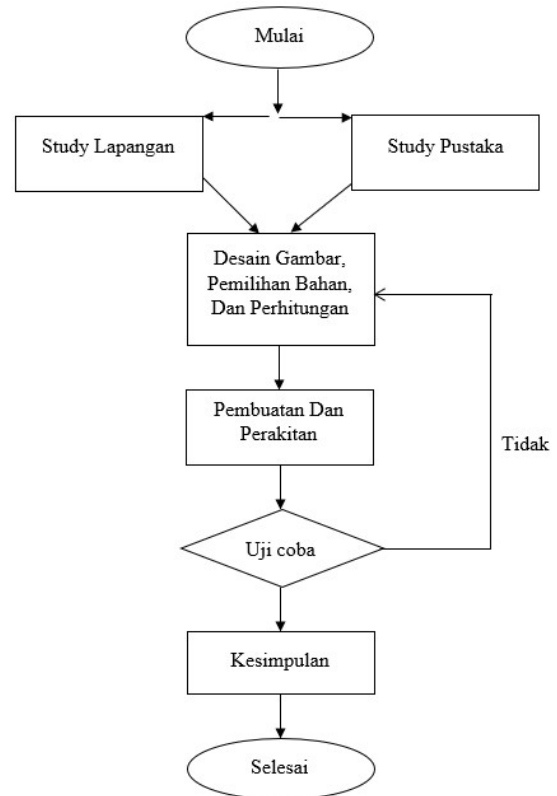 Mulai
Study Lapangan
Study Pustaka
Desain Gambar,
Pemilihan Bahan,
Dan Perhitungan
Pembuatan Dan
Perakitan
Tidak
Uji coba
Kesimpulan
Selesai